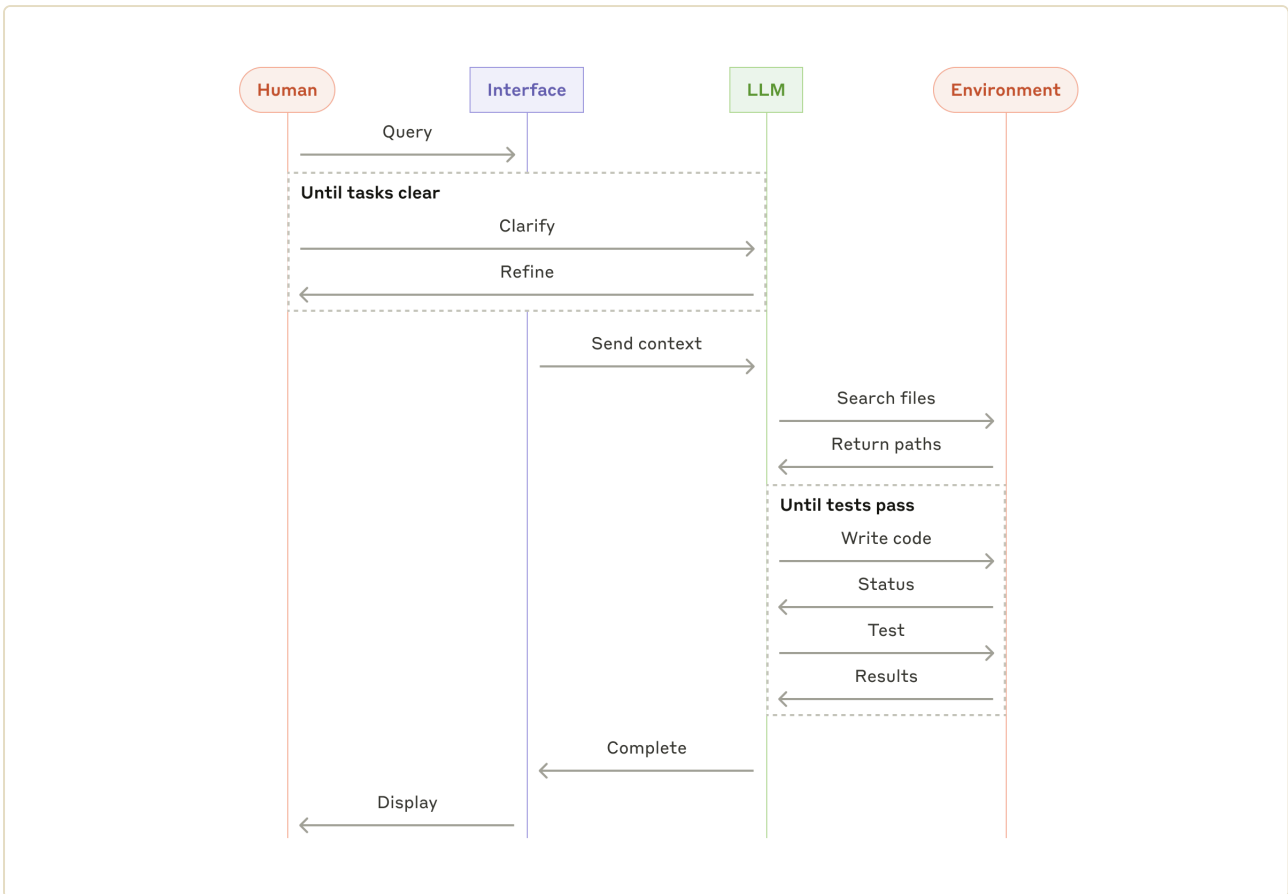 Human
Interface
LLM
Environment
Query
Until tasks clear
Clarify
Refine
Send context
Search files
Return paths
Until tests pass
Write code
Status
Test
Results
Complete
Display